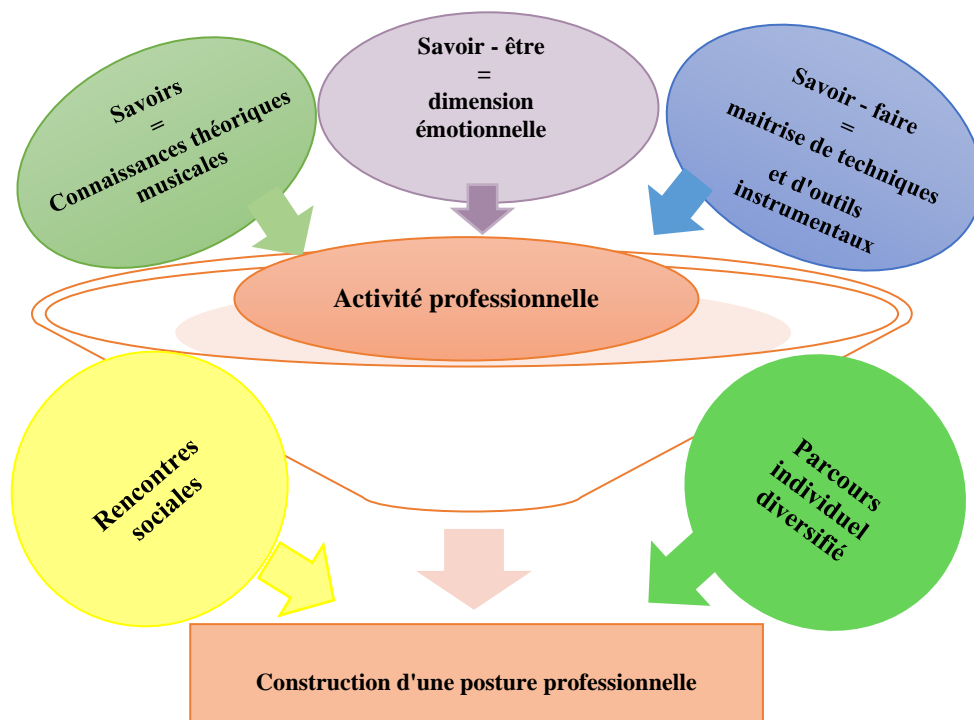 Savoirs
=
Connaissances théoriques
musicales
Savoir - être
=
dimension
émotionnelle
Savoir - faire
=
maitrise de techniques
et d'outils
instrumentaux
Activité professionnelle
Rencontres
sociales
Parcours
individuel
diversifié
Construction d'une posture professionnelle